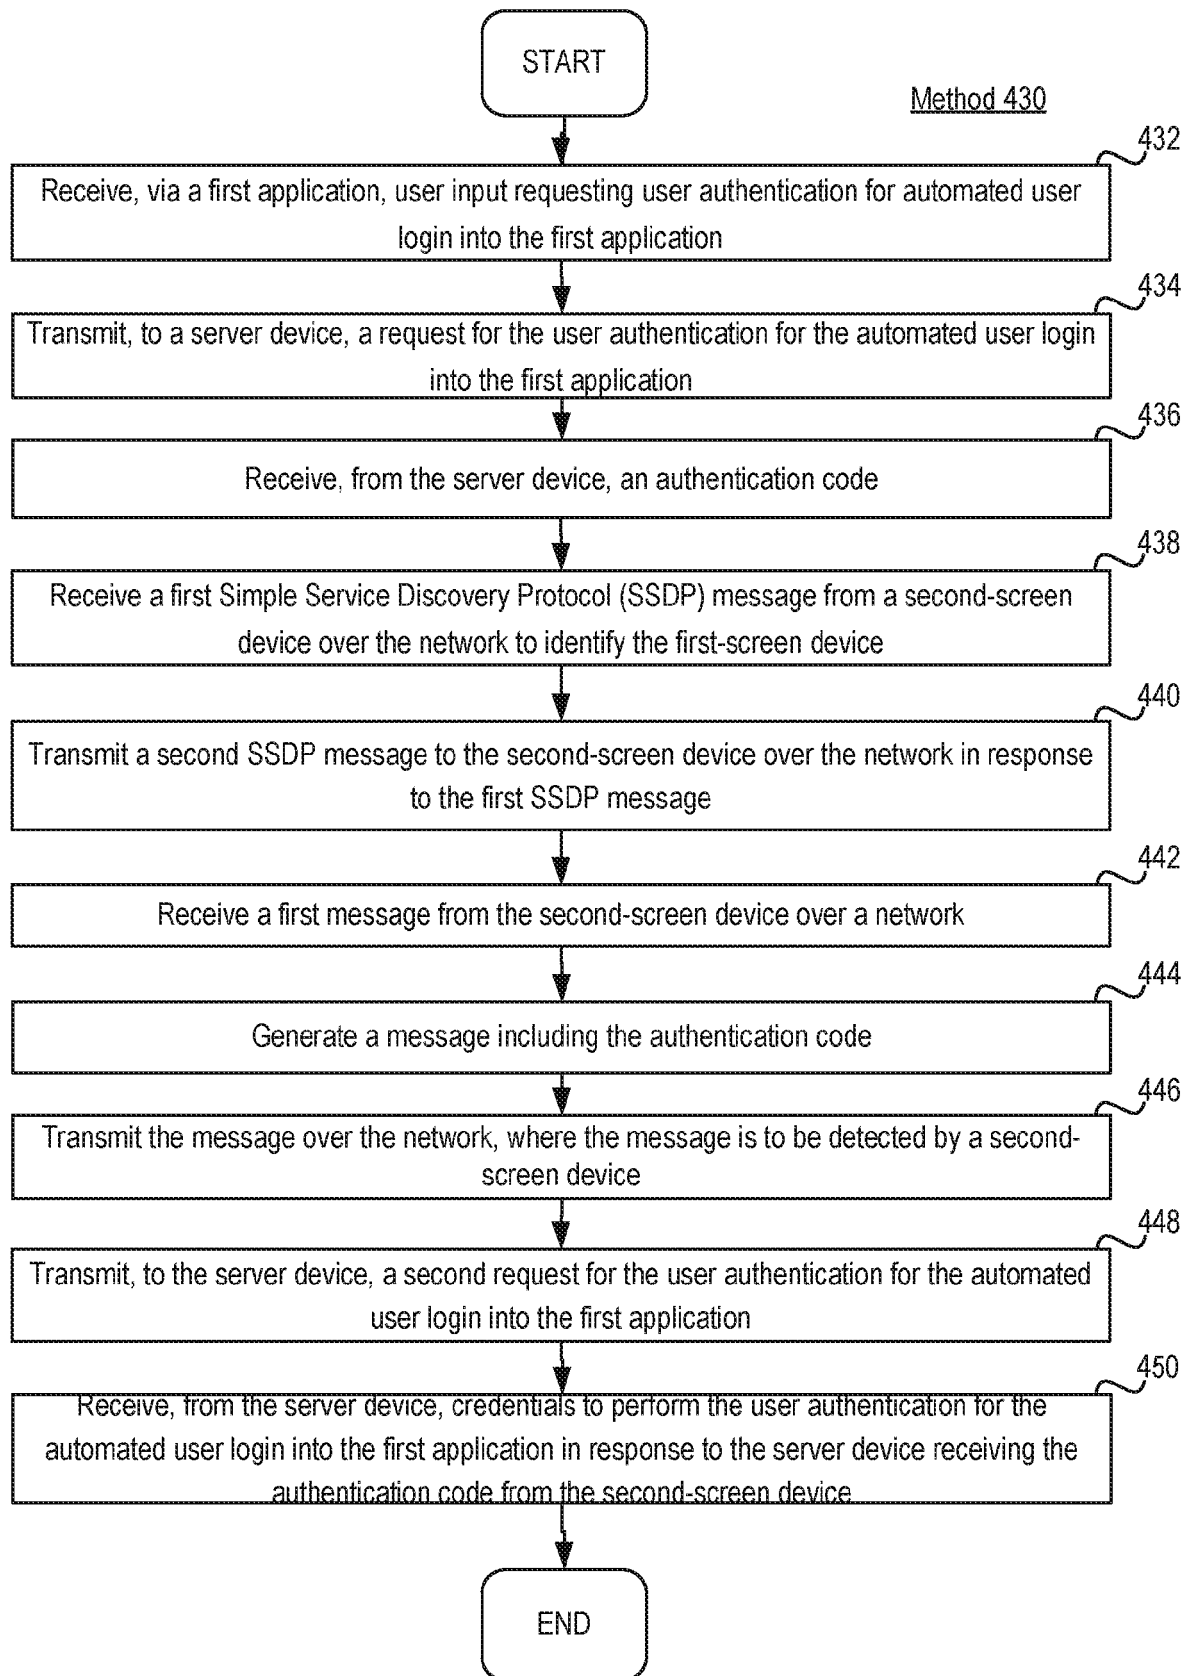 START
Method 430
432
Receive, via a first application, user input requesting user authentication for automated user
login into the first application
434
Transmit, to a server device, a request for the user authentication for the automated user login
into the first application
436
Receive, from the server device, an authentication code
438
Receive a first Simple Service Discovery Protocol (SSDP) message from a second-screen
device over the network to identify the first-screen device
440
Transmit a second SSDP message to the second-screen device over the network in response
to the first SSDP message
442
Receive a first message from the second-screen device over a network
444
Generate a message including the authentication code
446
Transmit the message over the network, where the message is to be detected by a second-
screen device
448
Transmit, to the server device, a second request for the user authentication for the automated
user login into the first application
450
Receive, from the server device, credentials to perform the user authentication for the
automated user login into the first application in response to the server device receiving the
authentication code from the second-screen device
END